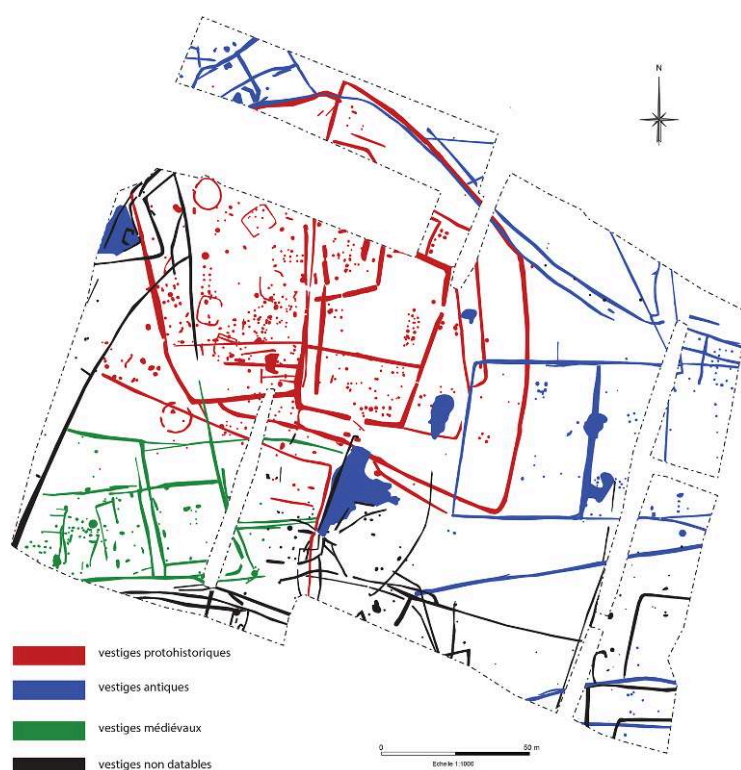 N
vestiges protohistoriques
vestiges antiques
vestiges médiévaux
vestiges non datables
0 50 m
Echelle 1:1000